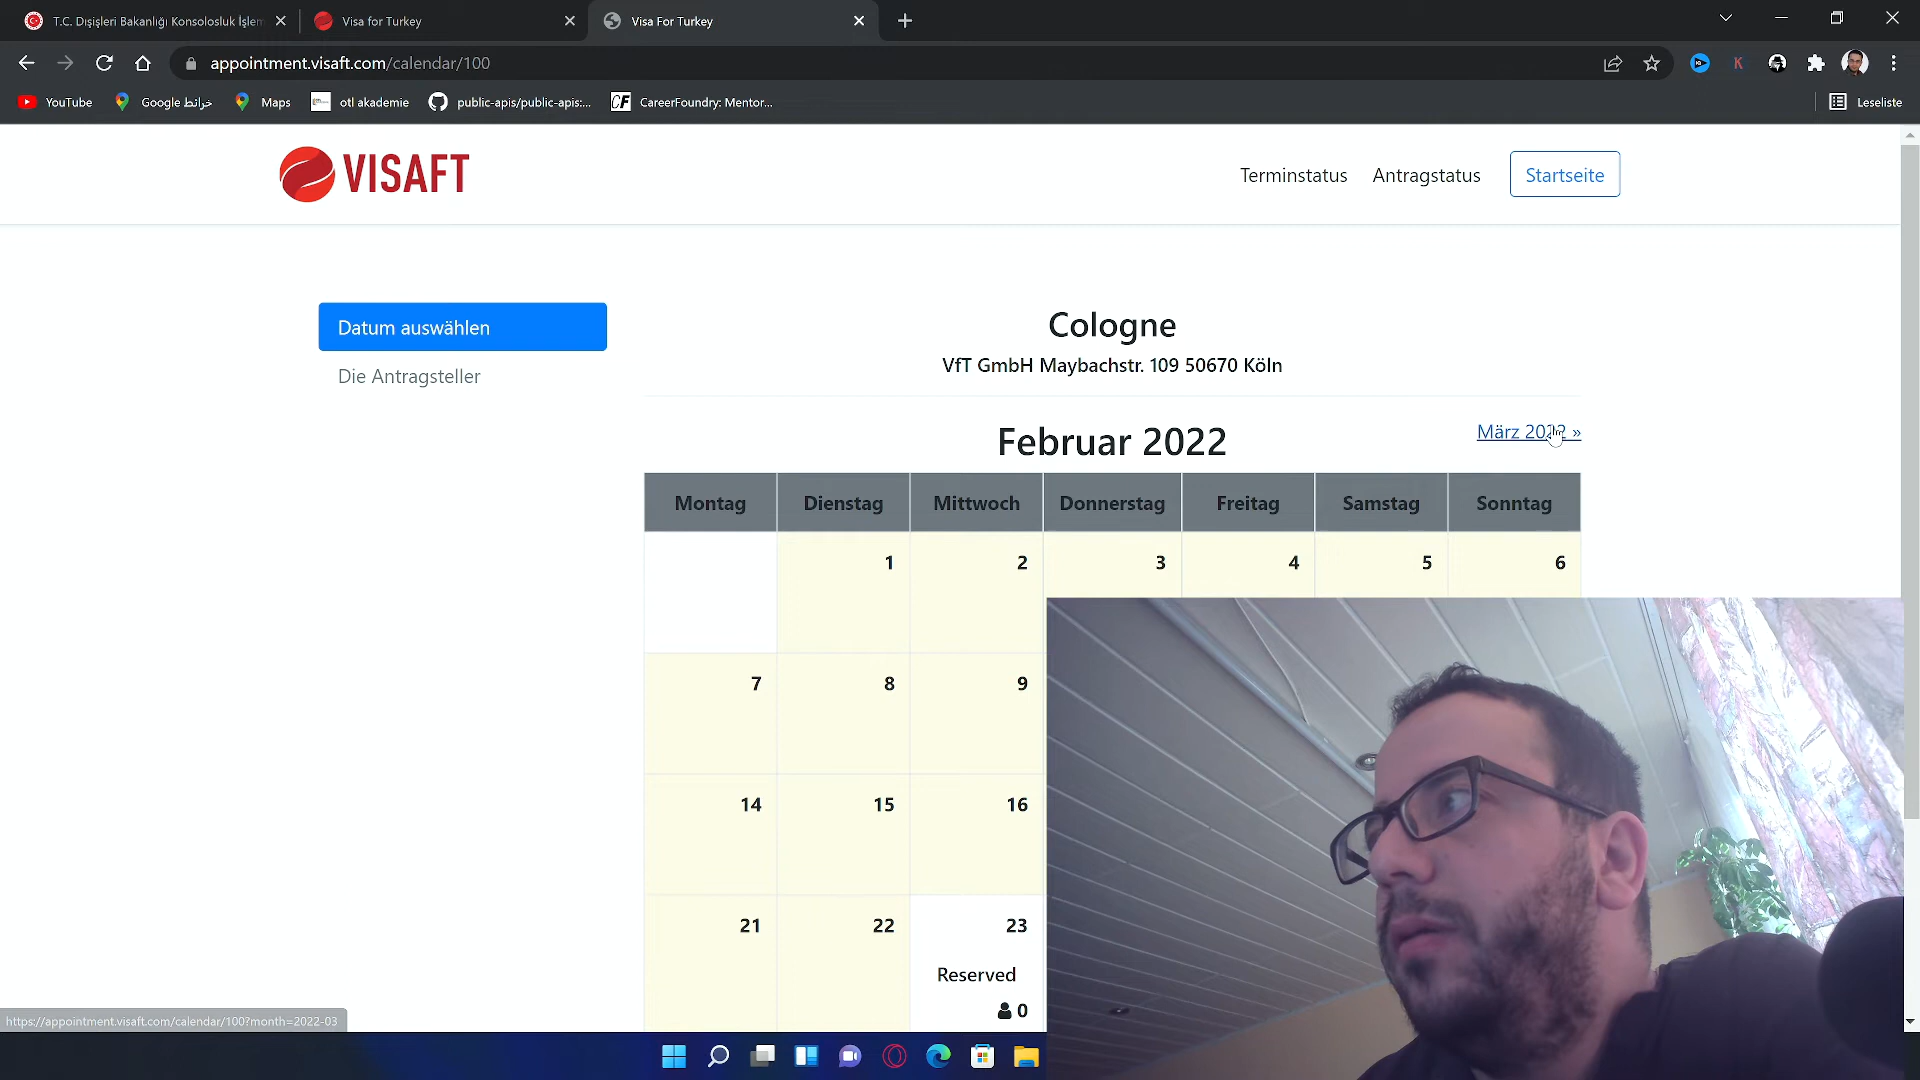 T.C. Dışişleri Bakanlığı Konsolosluk İşlem
Visa for Turkey
Visa For Turkey
appointment.visaft.com/calendar/100
YouTube
Google خرائط
Maps
otl akademie
public-apis/public-apis:...
CareerFoundry: Mentor...
Leseliste
VISAFT
Terminstatus
Antragstatus
Startseite
Datum auswählen
Die Antragsteller
Cologne
VfT GmbH Maybachstr. 109 50670 Köln
Februar 2022
März 2022 »
Montag Dienstag Mittwoch Donnerstag Freitag Samstag Sonntag
1 2 3 4 5 6
7 8 9
14 15 16
21 22 23
Reserved
0
https://appointment.visaft.com/calendar/100?month=2022-03